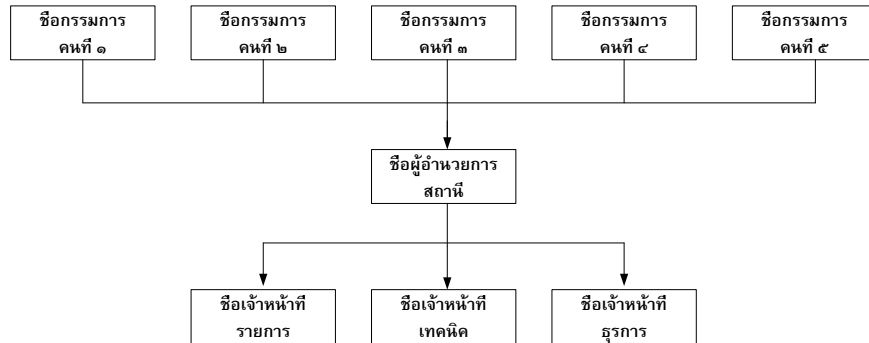 ชื่อกรรมการ
คนที่ ๑
ชื่อกรรมการ
คนที่ ๒
ชื่อกรรมการ
คนที่ ๓
ชื่อกรรมการ
คนที่ ๔
ชื่อกรรมการ
คนที่ ๕
ชื่อผู้อำนวยการ
สถานี
ชื่อเจ้าหน้าที่
รายการ
ชื่อเจ้าหน้าที่
เทคนิค
ชื่อเจ้าหน้าที่
ธุรการ